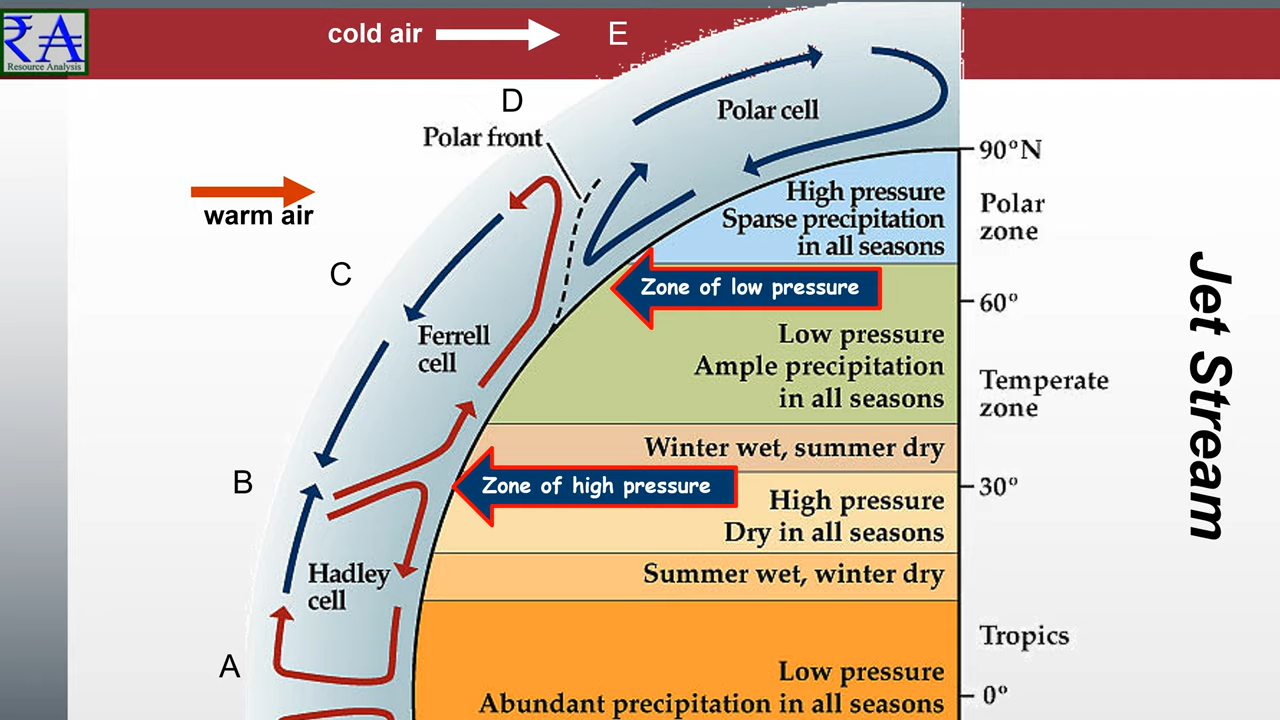 ₹A
Resource Analysis
cold air
E
D
Polar front
Polar cell
90°N
warm air
High pressure
Sparse precipitation
in all seasons
Polar
zone
C
Zone of low pressure
60°
Ferrell
cell
Low pressure
Ample precipitation
in all seasons
Temperate
zone
Jet Stream
Winter wet, summer dry
B
Zone of high pressure
30°
High pressure
Dry in all seasons
Hadley
cell
Summer wet, winter dry
Tropics
A
Low pressure
Abundant precipitation in all seasons
0°